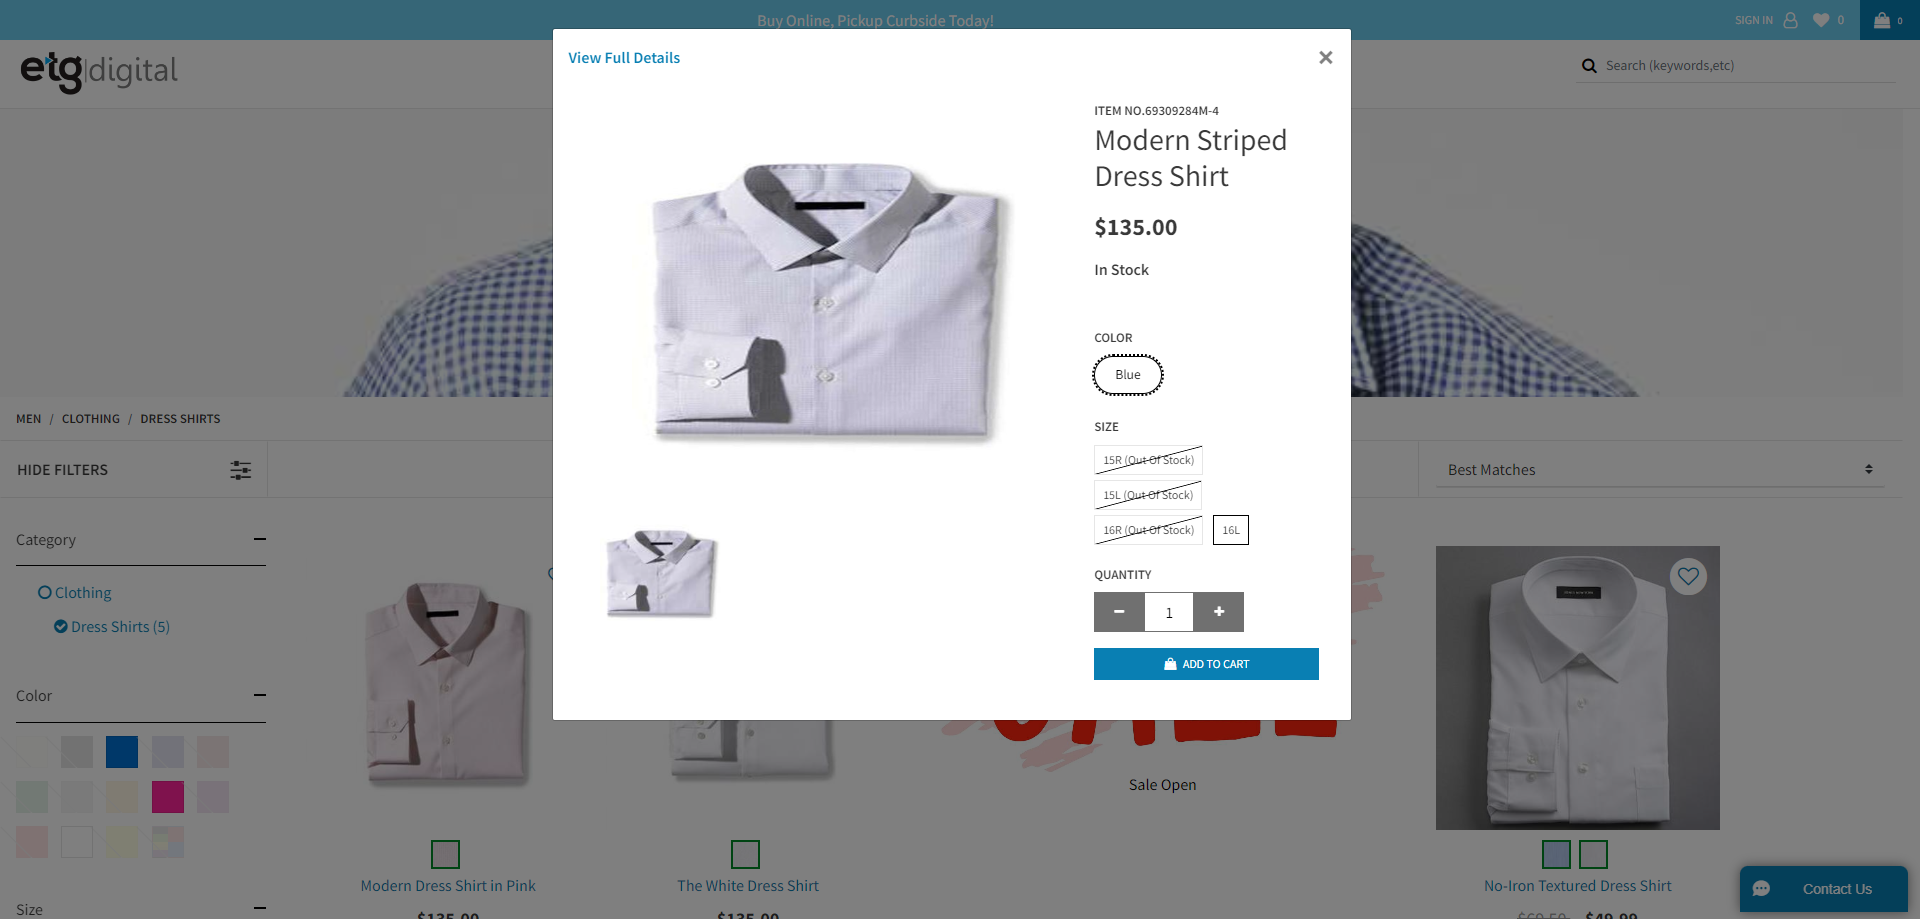 Buy Online, Pickup Curbside Today!
SIGN IN
0
0
etg|digital
Search (keywords,etc)
View Full Details
×
ITEM NO.69309284M-4
Modern Striped
Dress Shirt
$135.00
In Stock
COLOR
Blue
SIZE
15R (Out Of Stock)
15L (Out Of Stock)
16R (Out Of Stock)
16L
QUANTITY
− 1 +
ADD TO CART
MEN / CLOTHING / DRESS SHIRTS
HIDE FILTERS
Best Matches
Category
Clothing
Dress Shirts (5)
Color
Size
Modern Dress Shirt in Pink
$135.00
The White Dress Shirt
$135.00
Sale Open
No-Iron Textured Dress Shirt
$69.50 $49.99
Contact Us